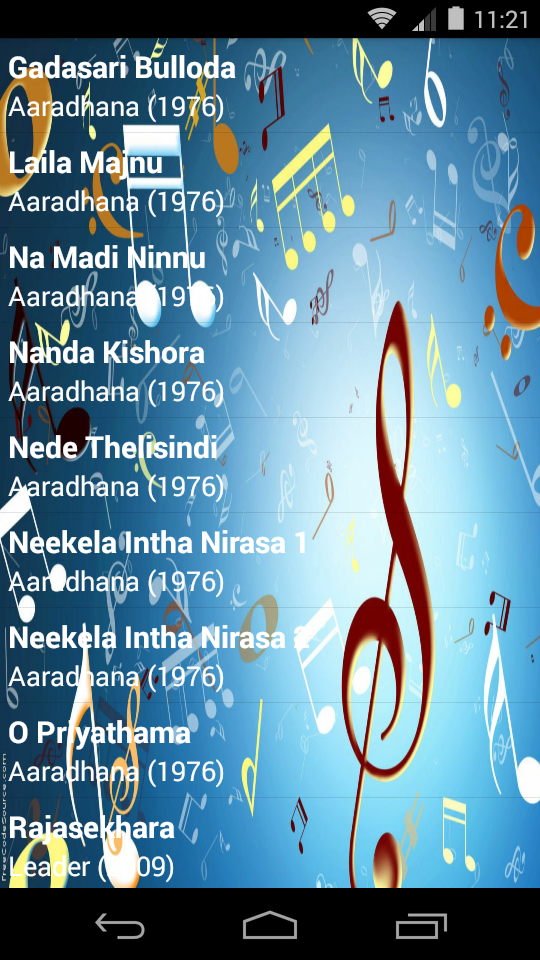 11:21
Gadasari Bulloda
Aaradhana (1976)
Laila Majnu
Aaradhana (1976)
Na Madi Ninnu
Aaradhana (1976)
Nanda Kishora
Aaradhana (1976)
Nede Thelisindi
Aaradhana (1976)
Neekela Intha Nirasa 1
Aaradhana (1976)
Neekela Intha Nirasa 2
Aaradhana (1976)
O Priyathama
Aaradhana (1976)
Rajasekhara
Leader (2009)
FreeCodeSource.com